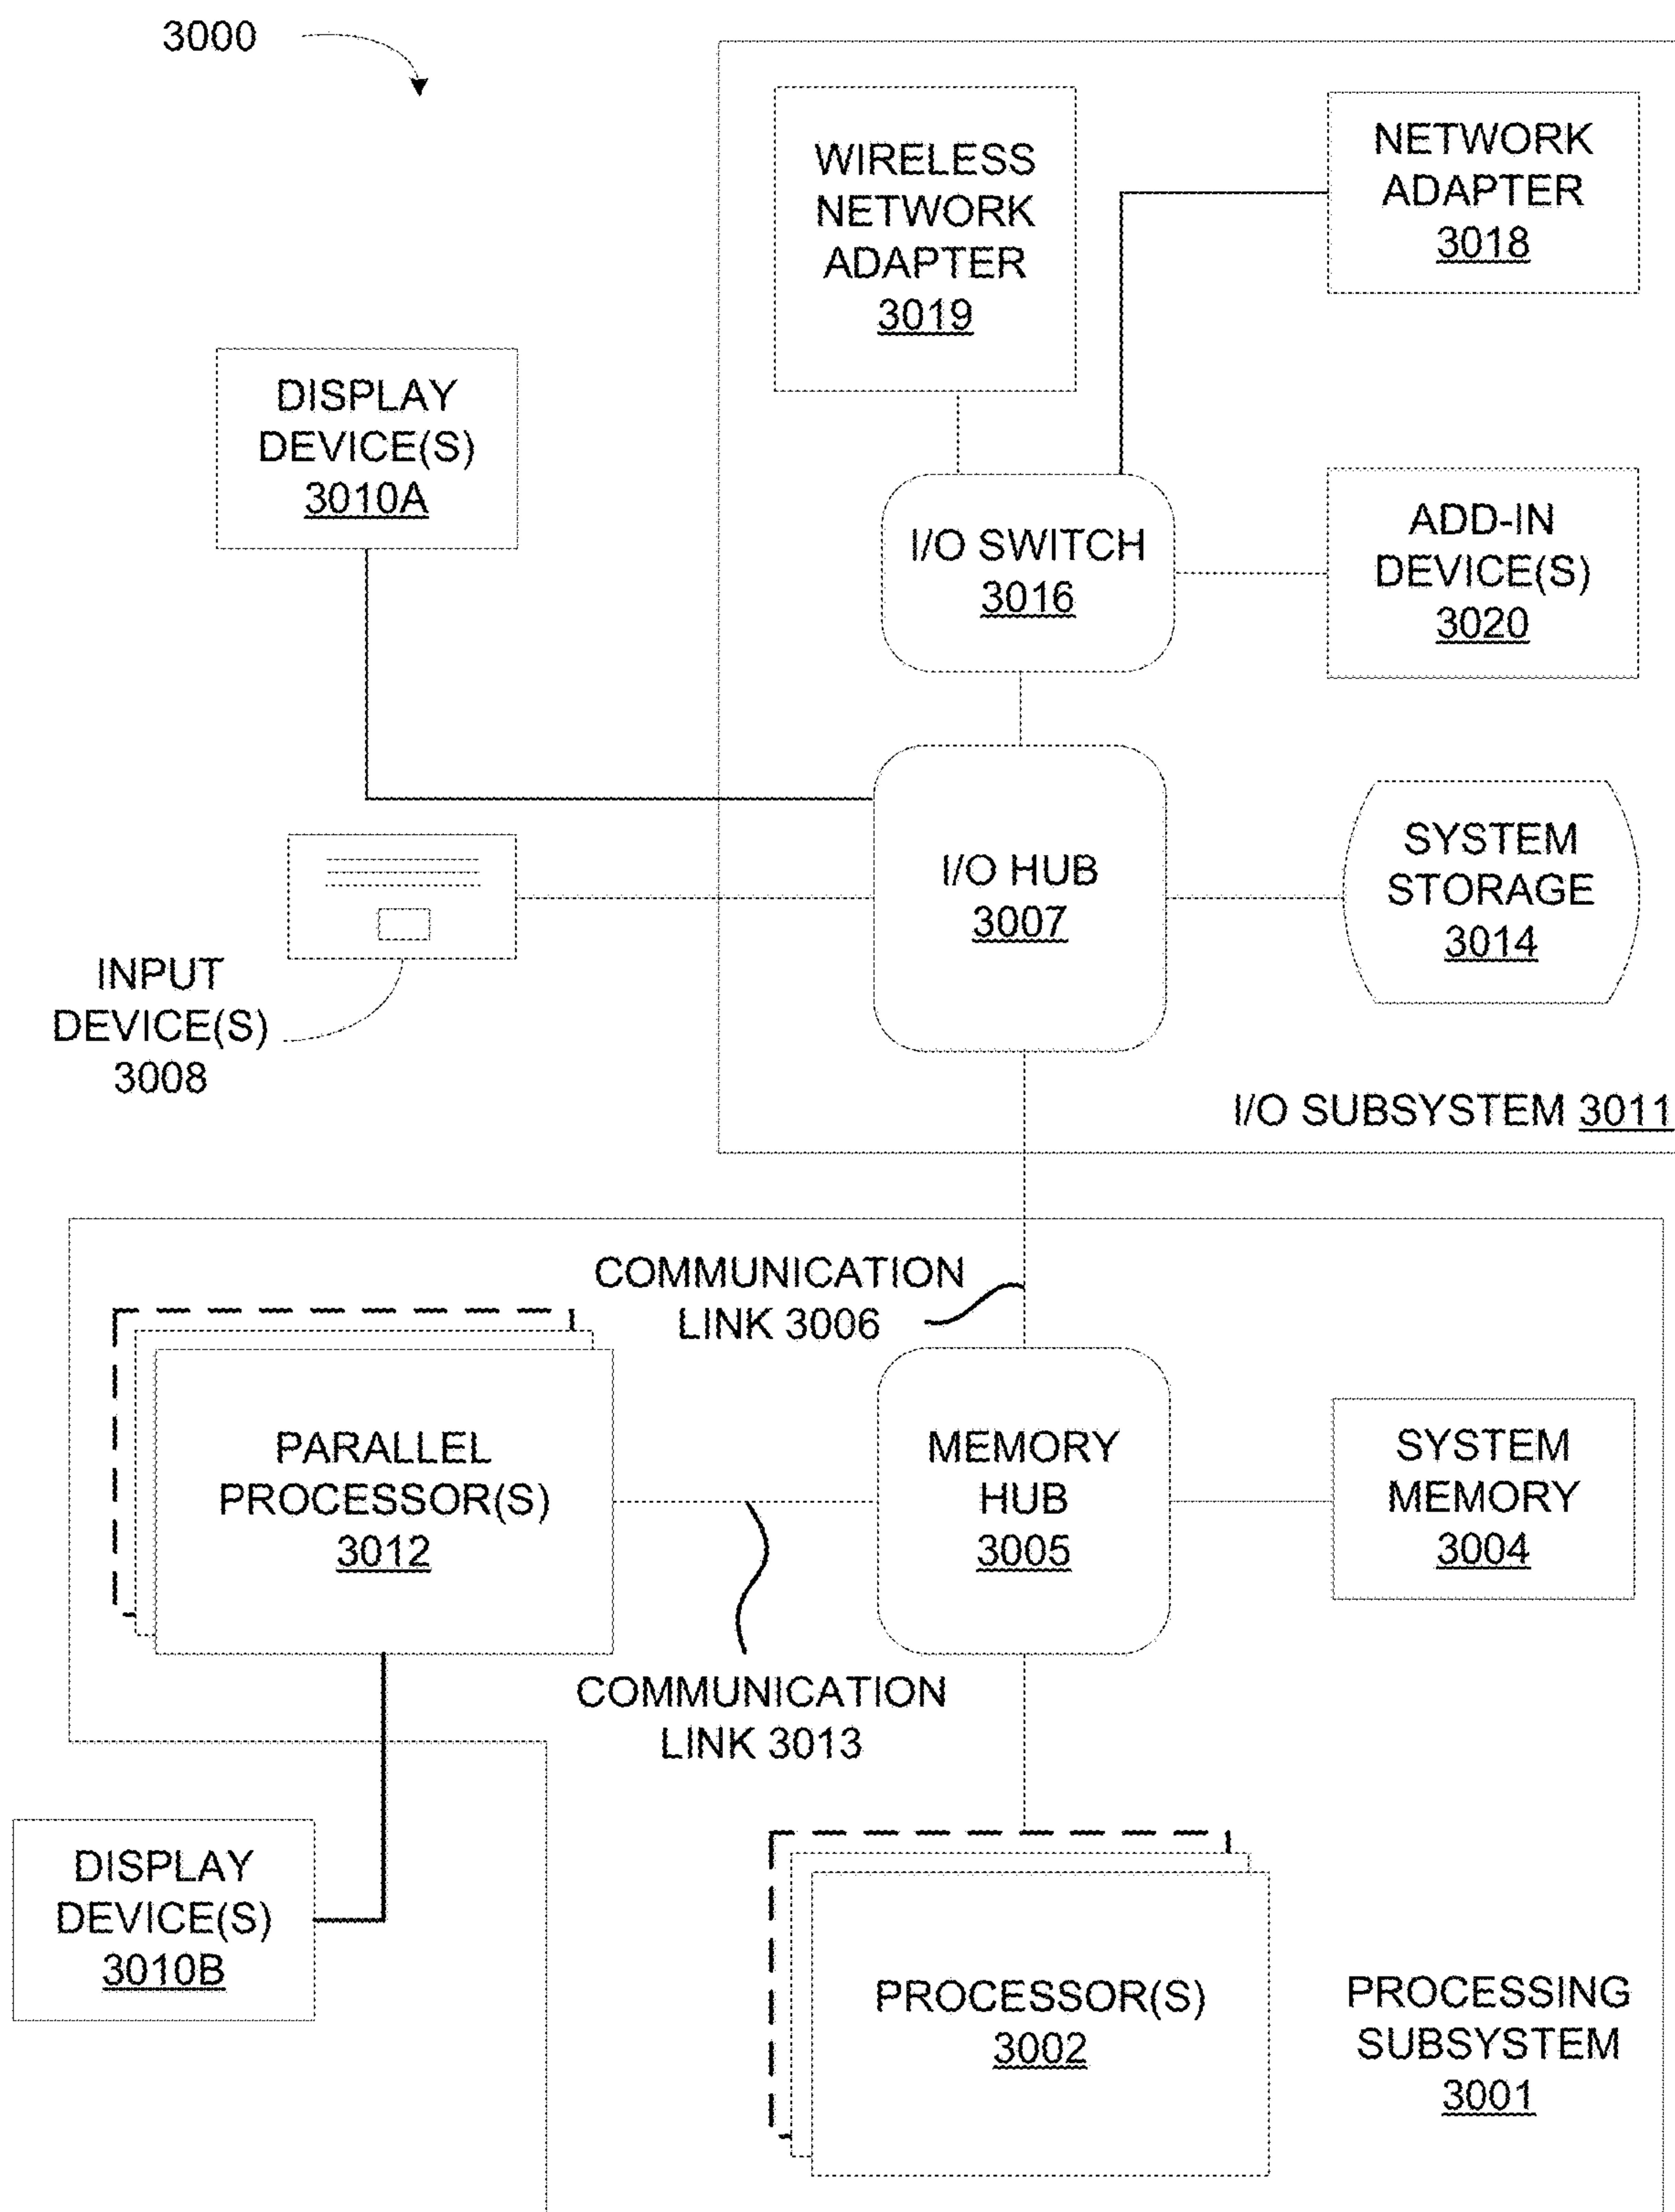 3000
WIRELESS
NETWORK
ADAPTER
3019
NETWORK
ADAPTER
3018
DISPLAY
DEVICE(S)
3010A
I/O SWITCH
3016
ADD-IN
DEVICE(S)
3020
I/O HUB
3007
SYSTEM
STORAGE
3014
INPUT
DEVICE(S)
3008
I/O SUBSYSTEM 3011
COMMUNICATION
LINK 3006
PARALLEL
PROCESSOR(S)
3012
MEMORY
HUB
3005
SYSTEM
MEMORY
3004
COMMUNICATION
LINK 3013
DISPLAY
DEVICE(S)
3010B
PROCESSOR(S)
3002
PROCESSING
SUBSYSTEM
3001